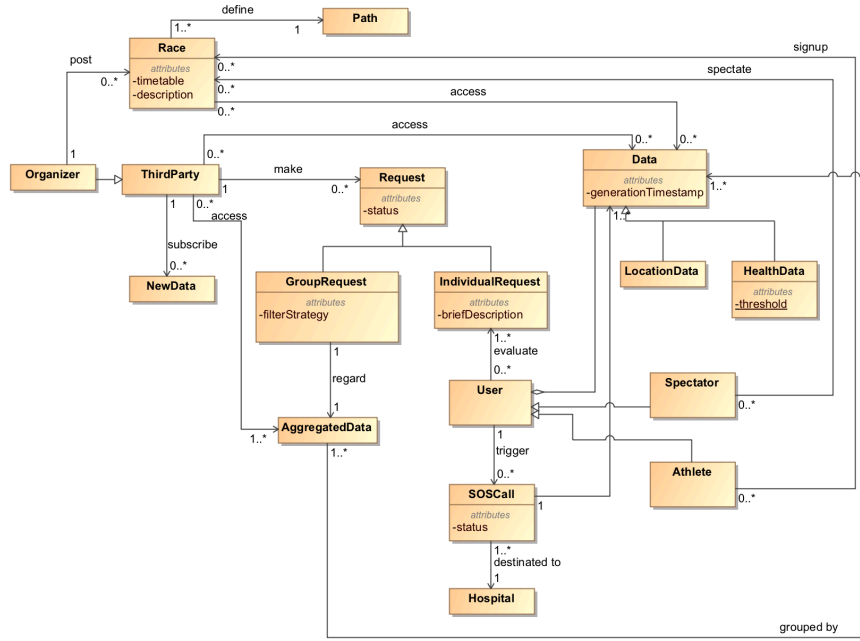 define
1..*
1
Path
Race
attributes
-timetable
-description
signup
0..*
spectate
0..*
post
0..*
access
0..*
access
0..*
0..*
0..*
1
Organizer
ThirdParty
make
1
0..*
Request
attributes
-status
Data
attributes
-generationTimestamp
1..*
1
0..*
access
1..*
subscribe
0..*
NewData
LocationData
HealthData
attributes
-threshold
GroupRequest
attributes
-filterStrategy
IndividualRequest
attributes
-briefDescription
1
1..*
evaluate
0..*
regard
1
User
Spectator
0..*
AggregatedData
1..*
1..*
1
trigger
0..*
Athlete
0..*
SOSCall
attributes
-status
1
1..*
destinated to
1
Hospital
grouped by